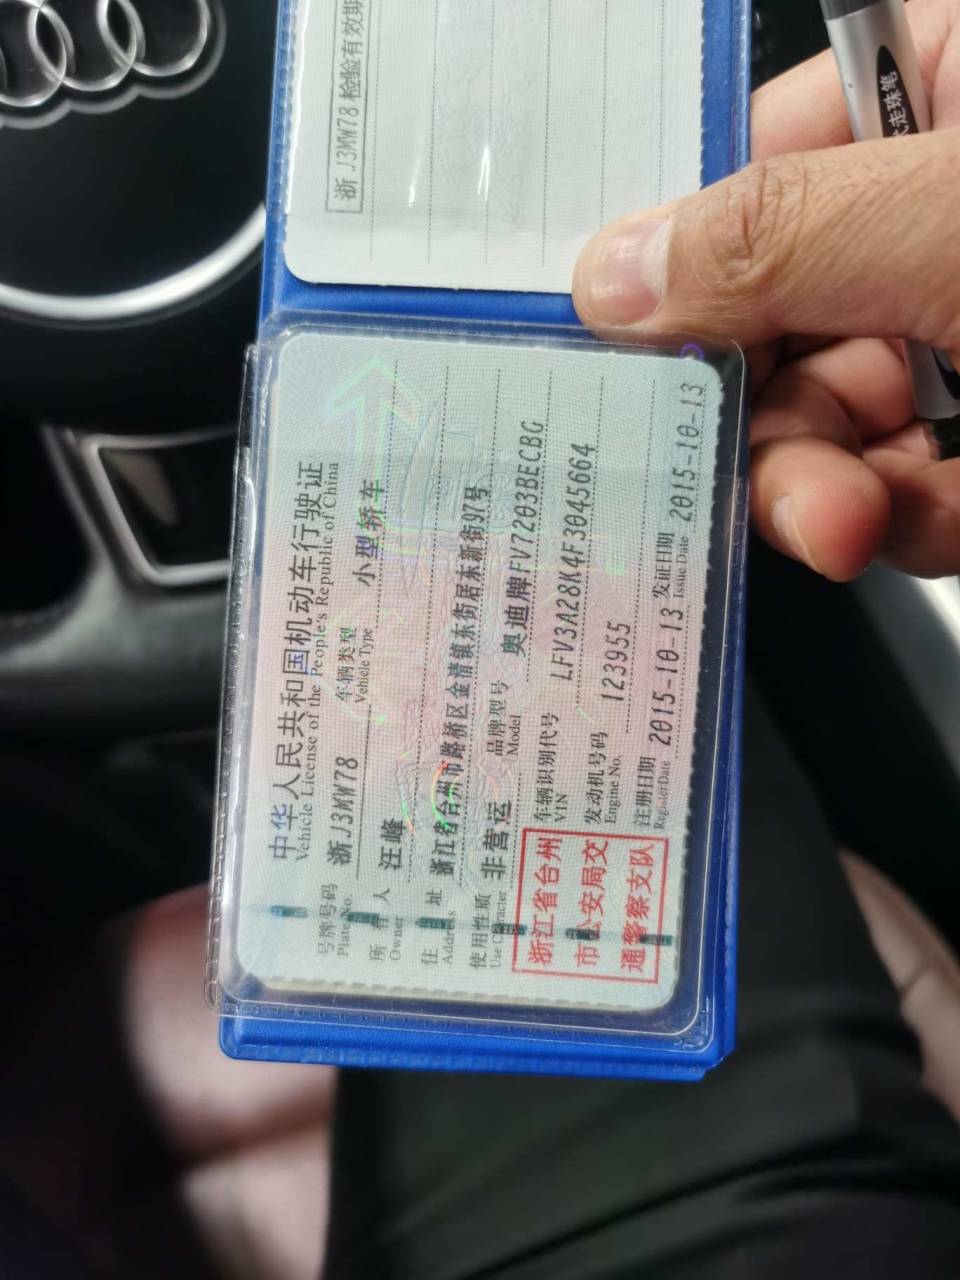 中华人民共和国机动车行驶证
Vehicle License of the People's Republic of China
号牌号码 浙J3MW78 车辆类型 小型轿车
Plate No. Vehicle Type
所有人 汪峰
Owner
住址 浙江省台州市路桥区金清镇东街居东新街97号
Address
使用性质 非营运 品牌型号 奥迪牌FV7203BECBG
Use Character Model
浙江省台州
市公安局交
通警察支队
车辆识别代号 LFV3A28K4F3045664
VIN
发动机号码 123955
Engine No.
注册日期 2015-10-13 发证日期 2015-10-13
Register Date Issue Date
浙J3MW78 检验有效期
走珠笔